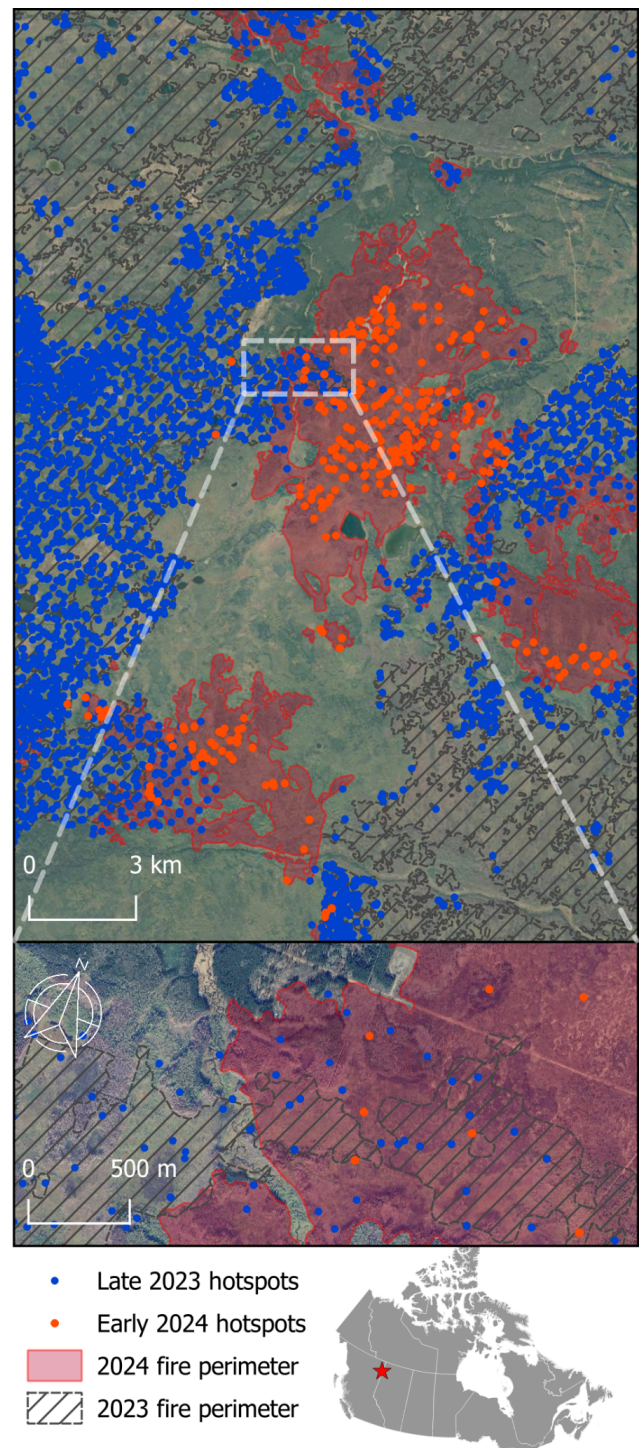 0 3 km
N
0 500 m
Late 2023 hotspots
Early 2024 hotspots
2024 fire perimeter
2023 fire perimeter